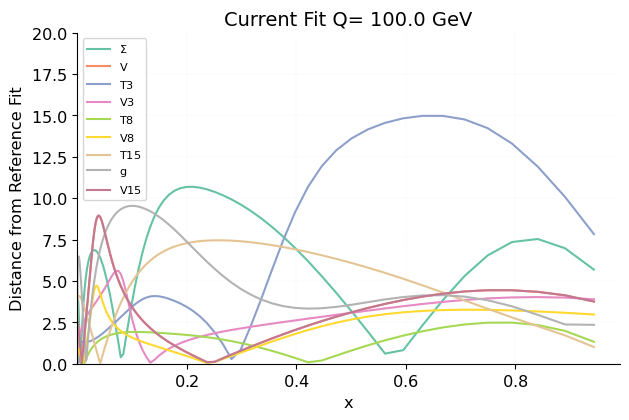 Current Fit Q= 100.0 GeV
20.0
17.5
15.0
12.5
10.0
7.5
5.0
2.5
0.0
Distance from Reference Fit
Σ
V
T3
V3
T8
V8
T15
g
V15
0.2 0.4 0.6 0.8
x